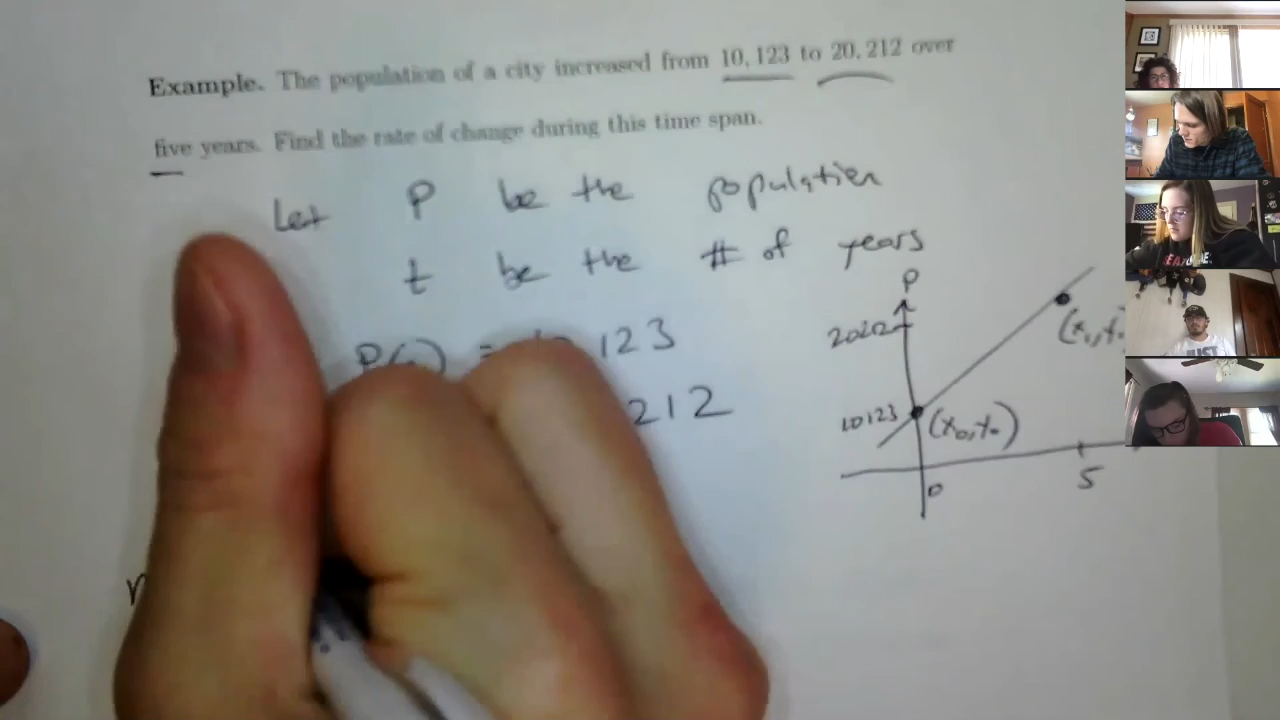 Example. The population of a city increased from 10,123 to 20,212 over
five years. Find the rate of change during this time span.
Let P be the population
t be the # of years
123
212
P
10123
(x₀,y₀)
0
5